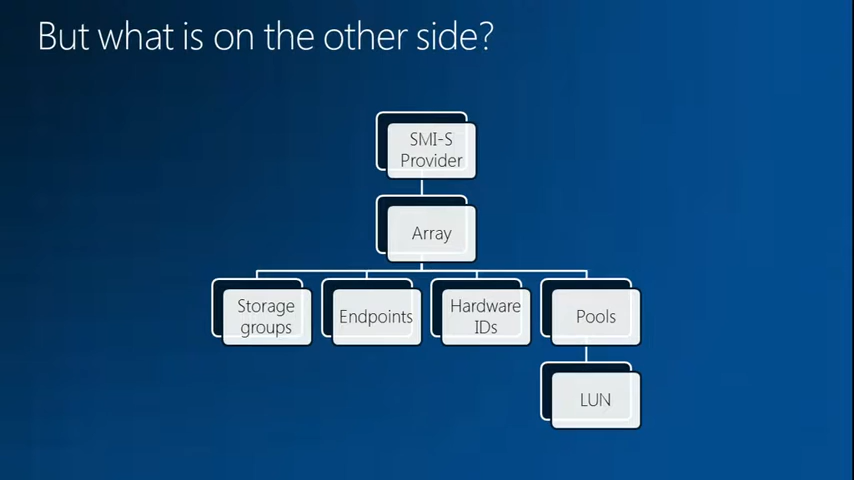 But what is on the other side?
SMI-S
Provider
Array
Storage
groups
Endpoints
Hardware
IDs
Pools
LUN